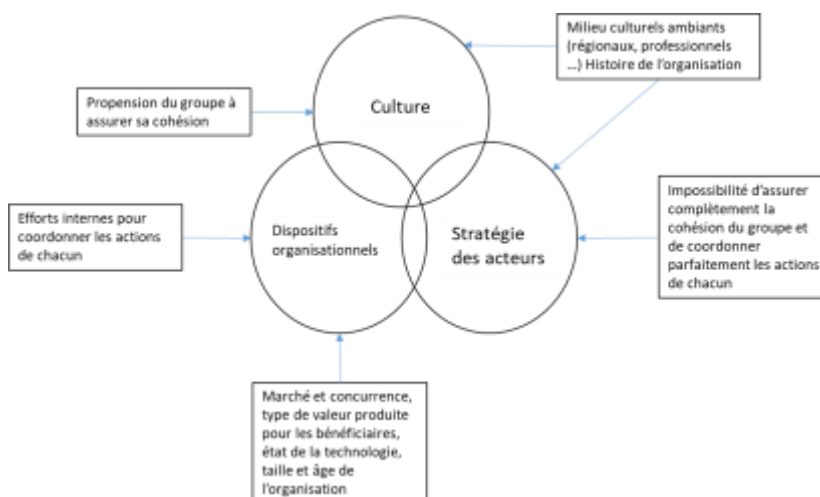 Milieu culturels ambiants
(régionaux, professionnels
...) Histoire de l'organisation
Culture
Propension du groupe à
assurer sa cohésion
Efforts internes pour
coordonner les actions
de chacun
Dispositifs
organisationnels
Stratégie
des acteurs
Impossibilité d'assurer
complètement la
cohésion du groupe et
de coordonner
parfaitement les actions
de chacun
Marché et concurrence,
type de valeur produite
pour les bénéficiaires,
état de la technologie,
taille et âge de
l'organisation